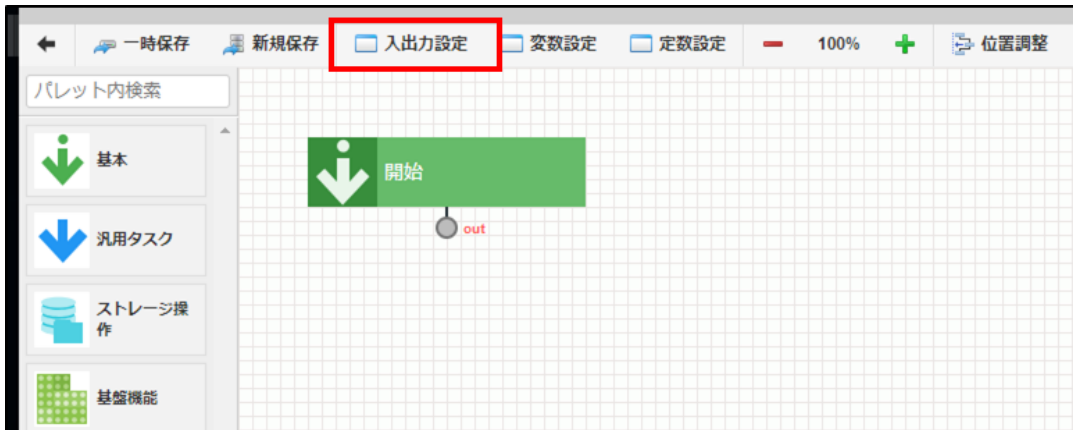 一時保存
新規保存
入出力設定
変数設定
定数設定
100%
位置調整
パレット内検索
基本
汎用タスク
ストレージ操
作
基盤機能
開始
out